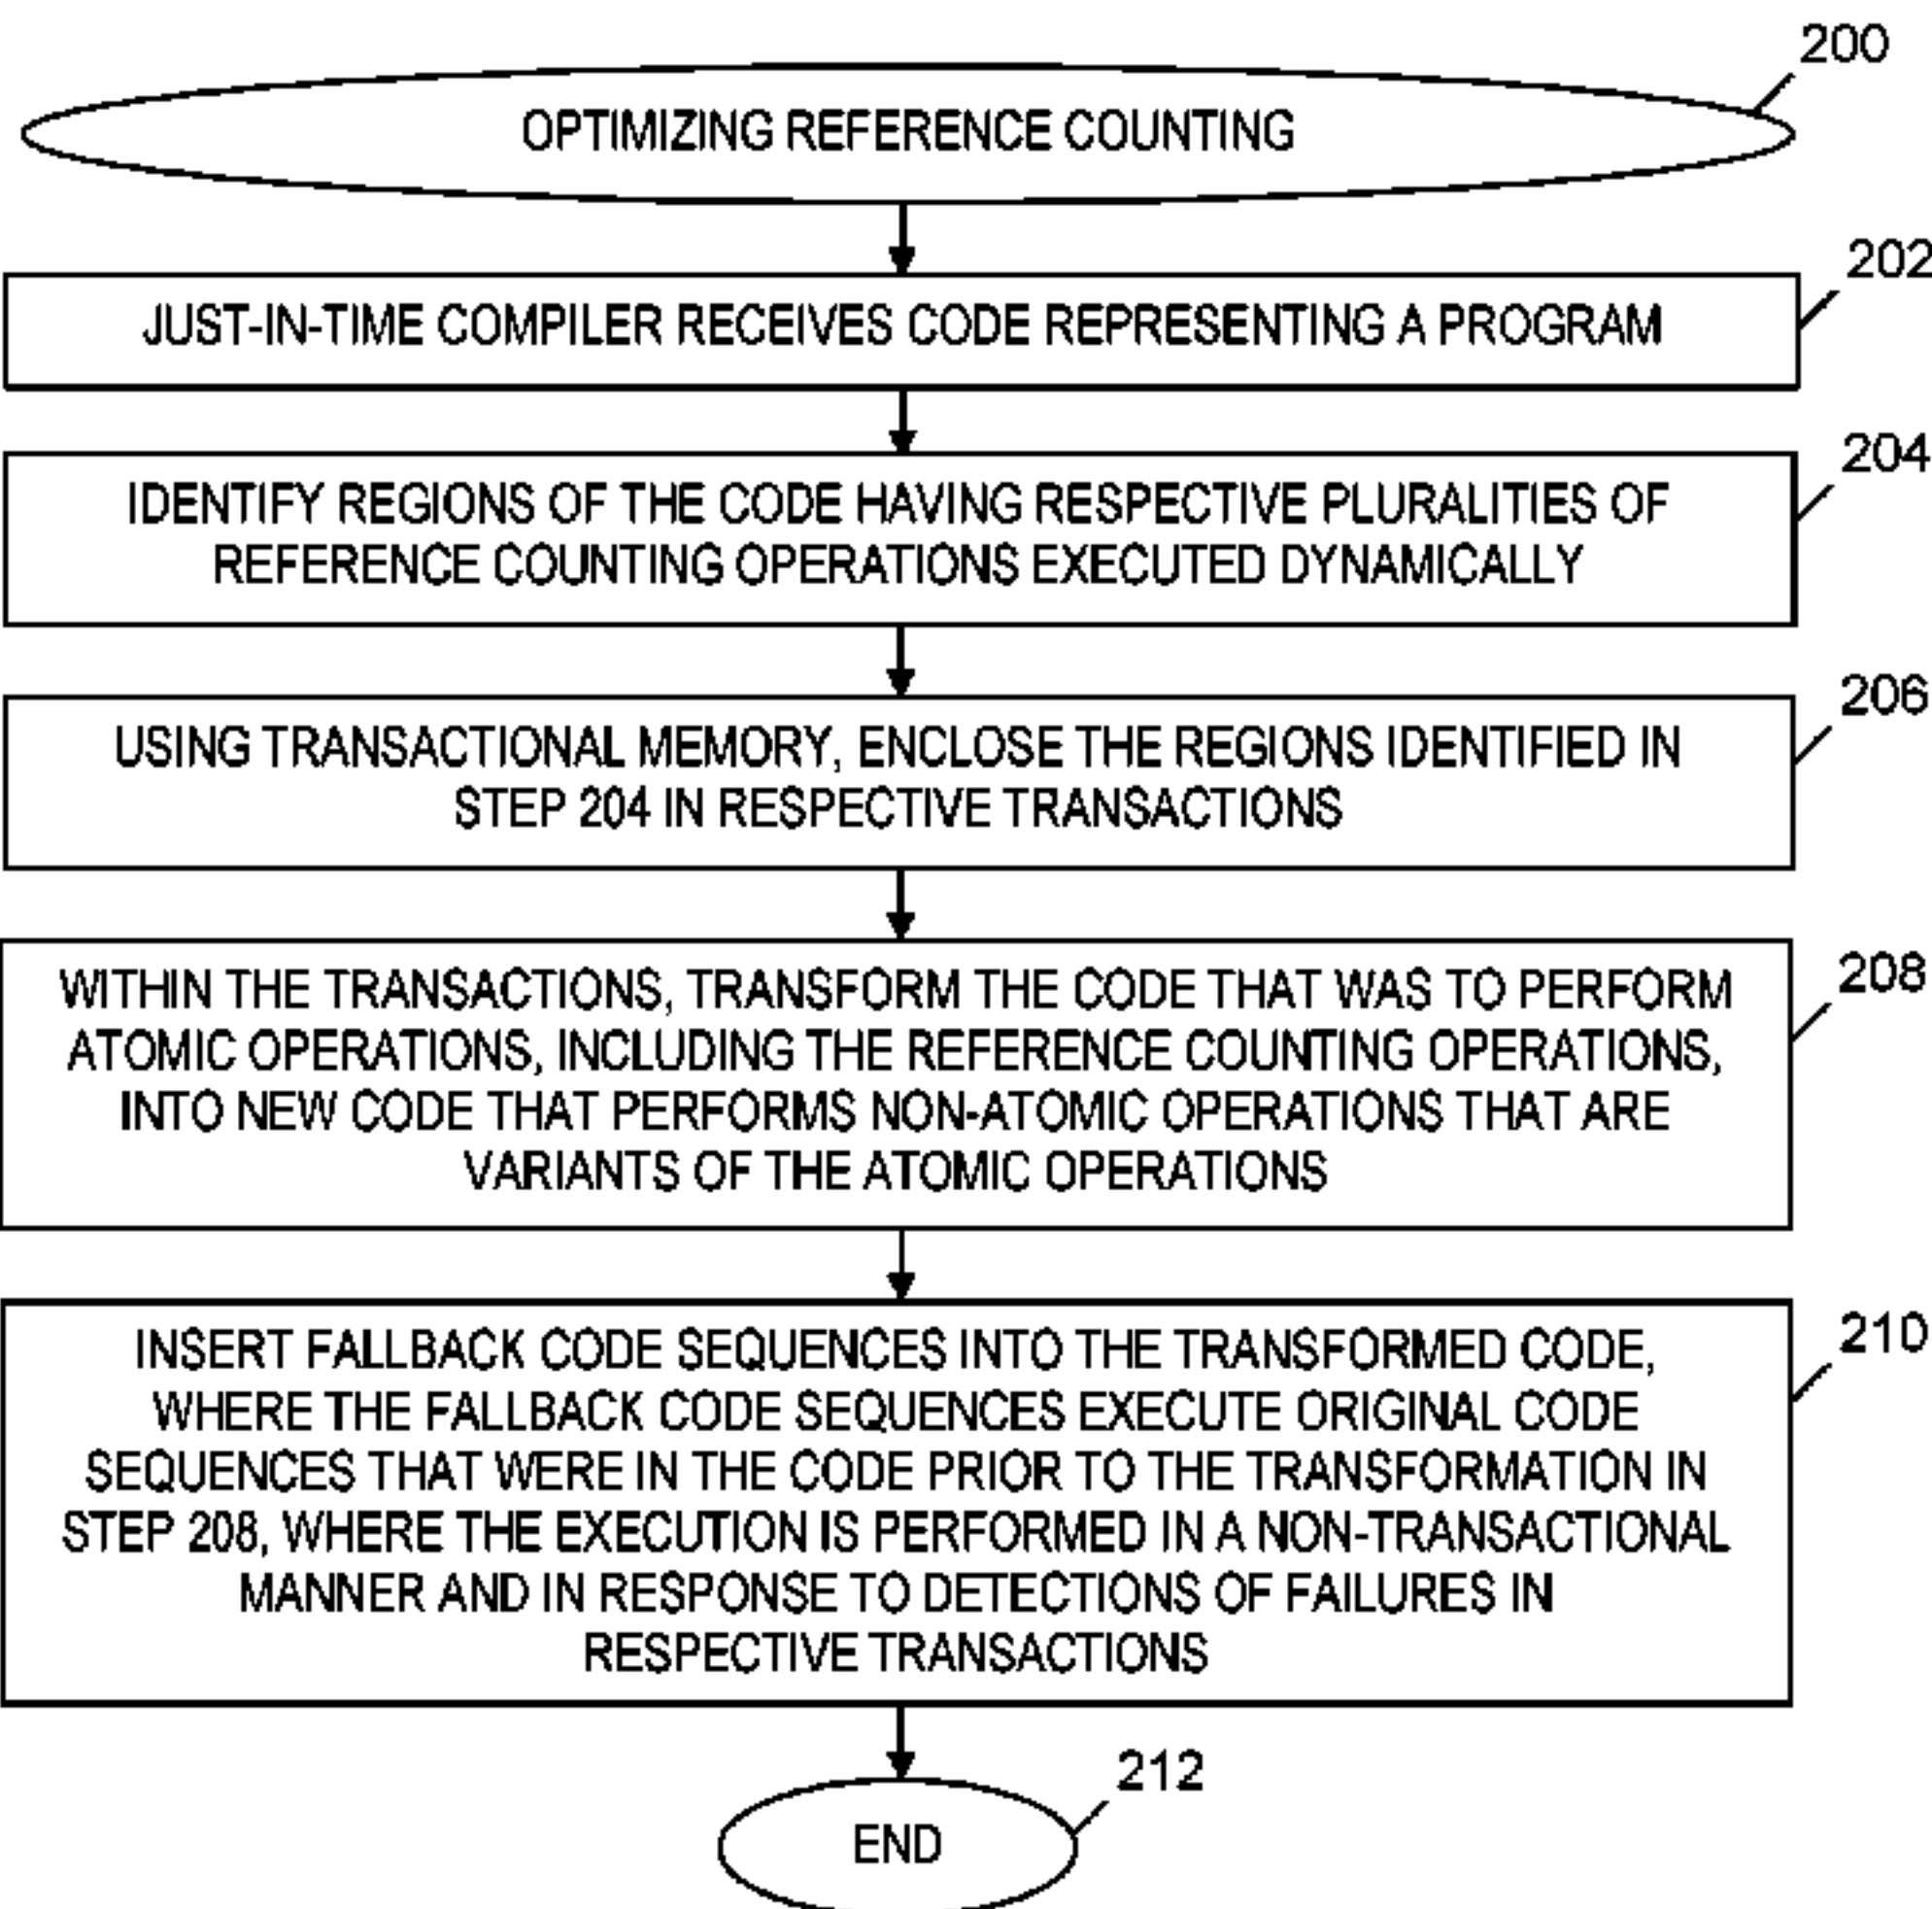 200
OPTIMIZING REFERENCE COUNTING
202
JUST-IN-TIME COMPILER RECEIVES CODE REPRESENTING A PROGRAM
204
IDENTIFY REGIONS OF THE CODE HAVING RESPECTIVE PLURALITIES OF
REFERENCE COUNTING OPERATIONS EXECUTED DYNAMICALLY
206
USING TRANSACTIONAL MEMORY, ENCLOSE THE REGIONS IDENTIFIED IN
STEP 204 IN RESPECTIVE TRANSACTIONS
208
WITHIN THE TRANSACTIONS, TRANSFORM THE CODE THAT WAS TO PERFORM
ATOMIC OPERATIONS, INCLUDING THE REFERENCE COUNTING OPERATIONS,
INTO NEW CODE THAT PERFORMS NON-ATOMIC OPERATIONS THAT ARE
VARIANTS OF THE ATOMIC OPERATIONS
210
INSERT FALLBACK CODE SEQUENCES INTO THE TRANSFORMED CODE,
WHERE THE FALLBACK CODE SEQUENCES EXECUTE ORIGINAL CODE
SEQUENCES THAT WERE IN THE CODE PRIOR TO THE TRANSFORMATION IN
STEP 208, WHERE THE EXECUTION IS PERFORMED IN A NON-TRANSACTIONAL
MANNER AND IN RESPONSE TO DETECTIONS OF FAILURES IN
RESPECTIVE TRANSACTIONS
212
END